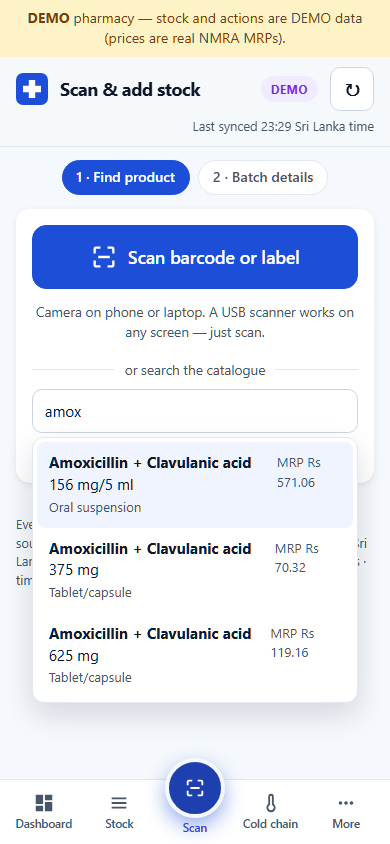 DEMO pharmacy — stock and actions are DEMO data
(prices are real NMRA MRPs).
Scan & add stock
DEMO
Last synced 23:29 Sri Lanka time
1 · Find product
2 · Batch details
Scan barcode or label
Camera on phone or laptop. A USB scanner works on
any screen — just scan.
or search the catalogue
amox
Amoxicillin + Clavulanic acid
156 mg/5 ml
Oral suspension
MRP Rs
571.06
Amoxicillin + Clavulanic acid
375 mg
Tablet/capsule
MRP Rs
70.32
Amoxicillin + Clavulanic acid
625 mg
Tablet/capsule
MRP Rs
119.16
Dashboard
Stock
Scan
Cold chain
More